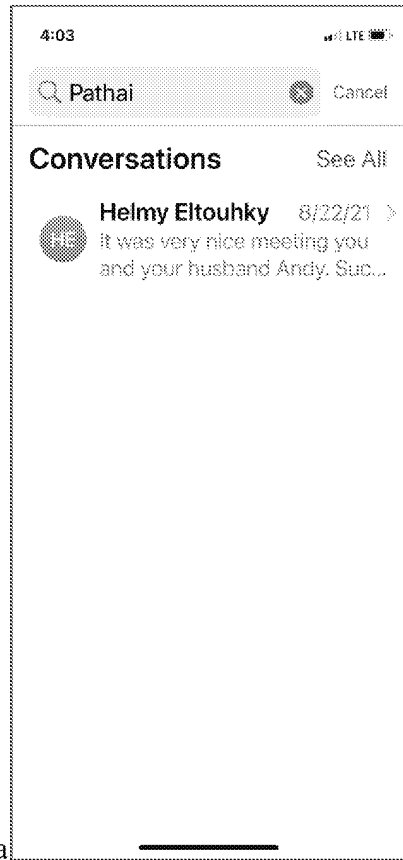 4:03 LTE
Pathai Cancel
Conversations See All
Helmy Eltouhky 8/22/21
HE It was very nice meeting you
and your husband Andy. Suc...
a